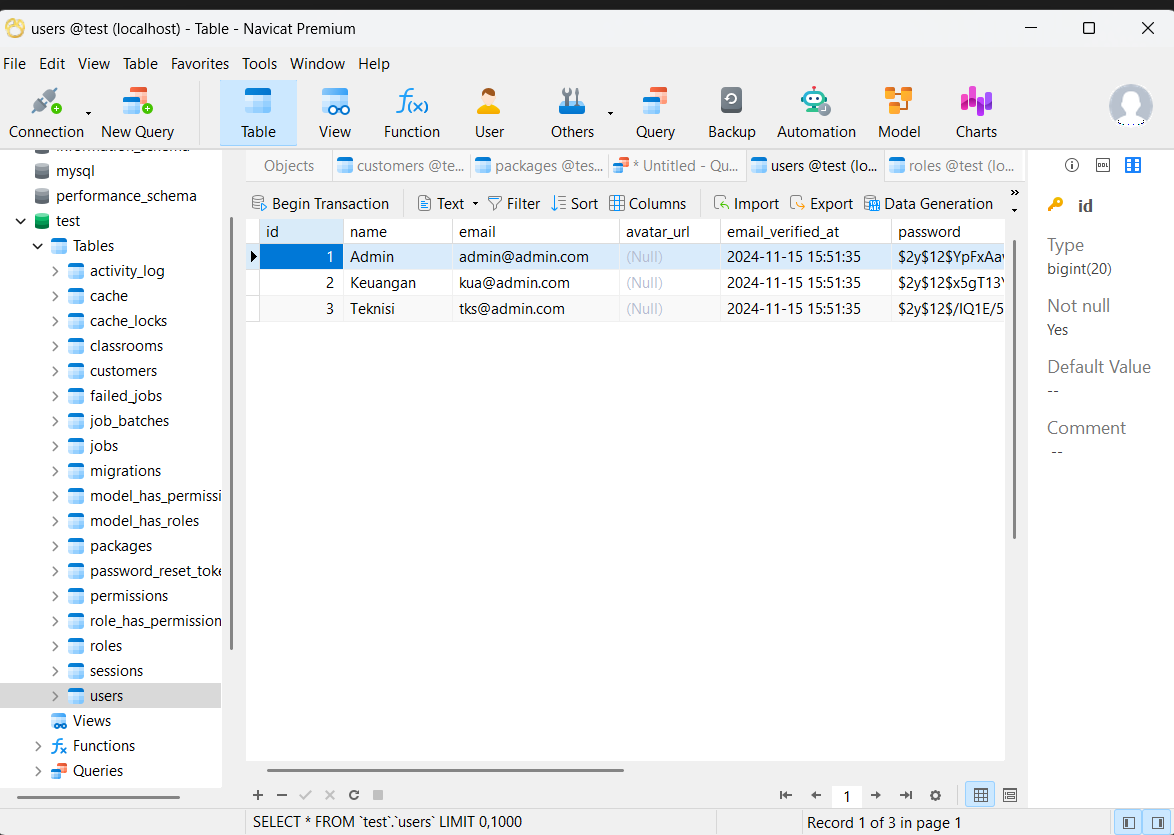 users @test (localhost) - Table - Navicat Premium
File Edit View Table Favorites Tools Window Help
Connection New Query Table View Function User Others Query Backup Automation Model Charts
information_schema
mysql
performance_schema
test
Tables
activity_log
cache
cache_locks
classrooms
customers
failed_jobs
job_batches
jobs
migrations
model_has_permissi
model_has_roles
packages
password_reset_toke
permissions
role_has_permission
roles
sessions
users
Views
Functions
Queries
Objects customers @te... packages @tes... * Untitled - Qu... users @test (lo... roles @test (lo...
Begin Transaction Text Filter Sort Columns Import Export Data Generation
id name email avatar_url email_verified_at password
1 Admin admin@admin.com (Null) 2024-11-15 15:51:35 $2y$12$YpFxAa
2 Keuangan kua@admin.com (Null) 2024-11-15 15:51:35 $2y$12$x5gT13Y
3 Teknisi tks@admin.com (Null) 2024-11-15 15:51:35 $2y$12$/IQ1E/5
id
Type
bigint(20)
Not null
Yes
Default Value
--
Comment
--
1
SELECT * FROM `test`.`users` LIMIT 0,1000
Record 1 of 3 in page 1